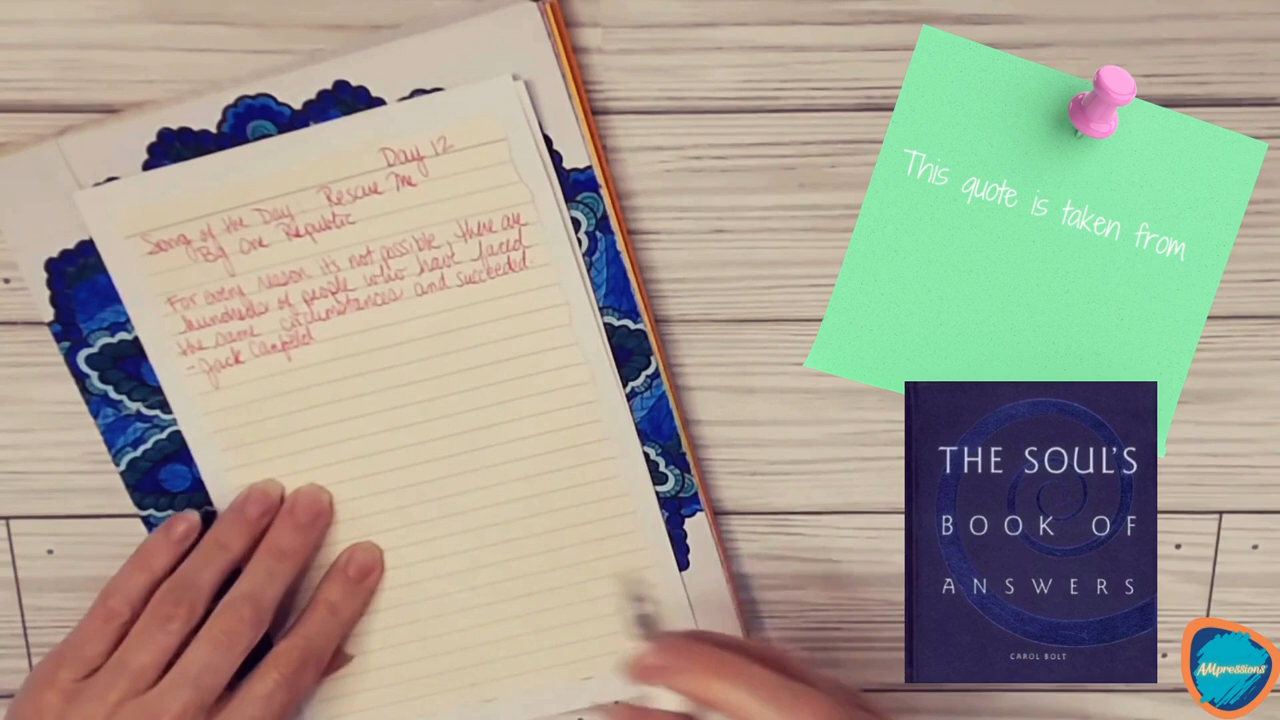 Day 12
Song of the Day Rescue Me
By One Republic
For every reason it's not possible, there are
hundreds of people who have faced
the same circumstances and succeeded.
- Jack Canfield
This quote is taken from
THE SOUL'S
BOOK OF
ANSWERS
CAROL BOLT
AMpressions